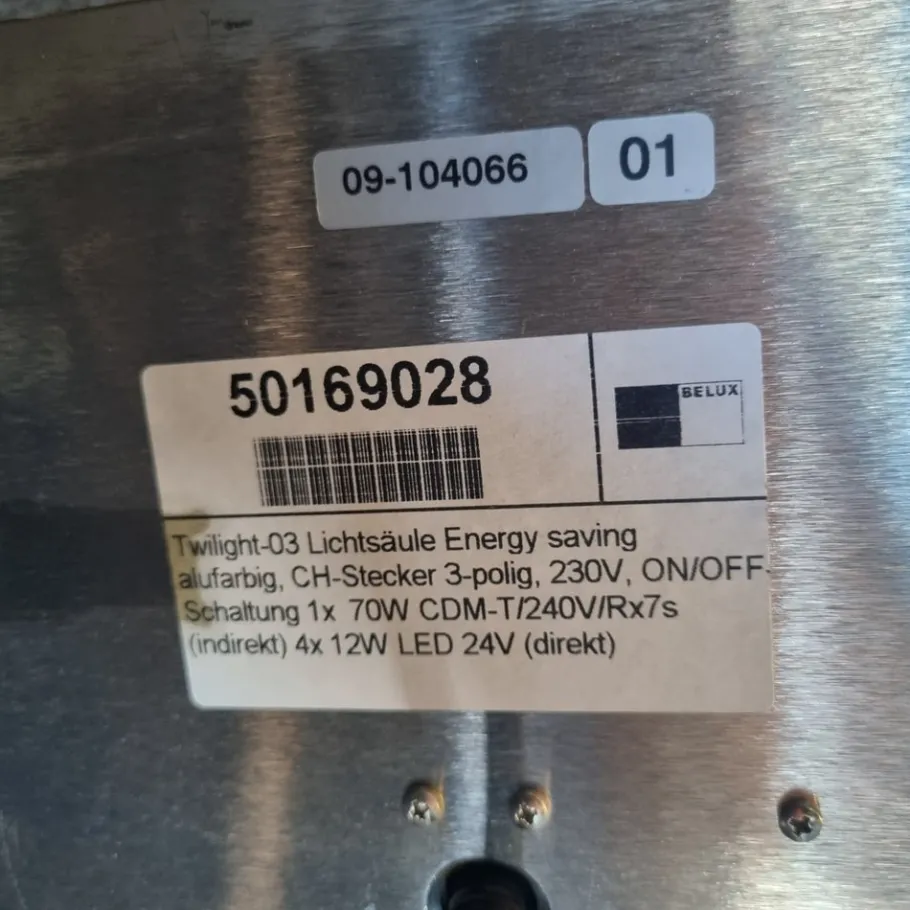 09-104066 01
50169028
BELUX
Twilight-03 Lichtsäule Energy saving
alufarbig, CH-Stecker 3-polig, 230V, ON/OFF-
Schaltung 1x 70W CDM-T/240V/Rx7s
(indirekt) 4x 12W LED 24V (direkt)